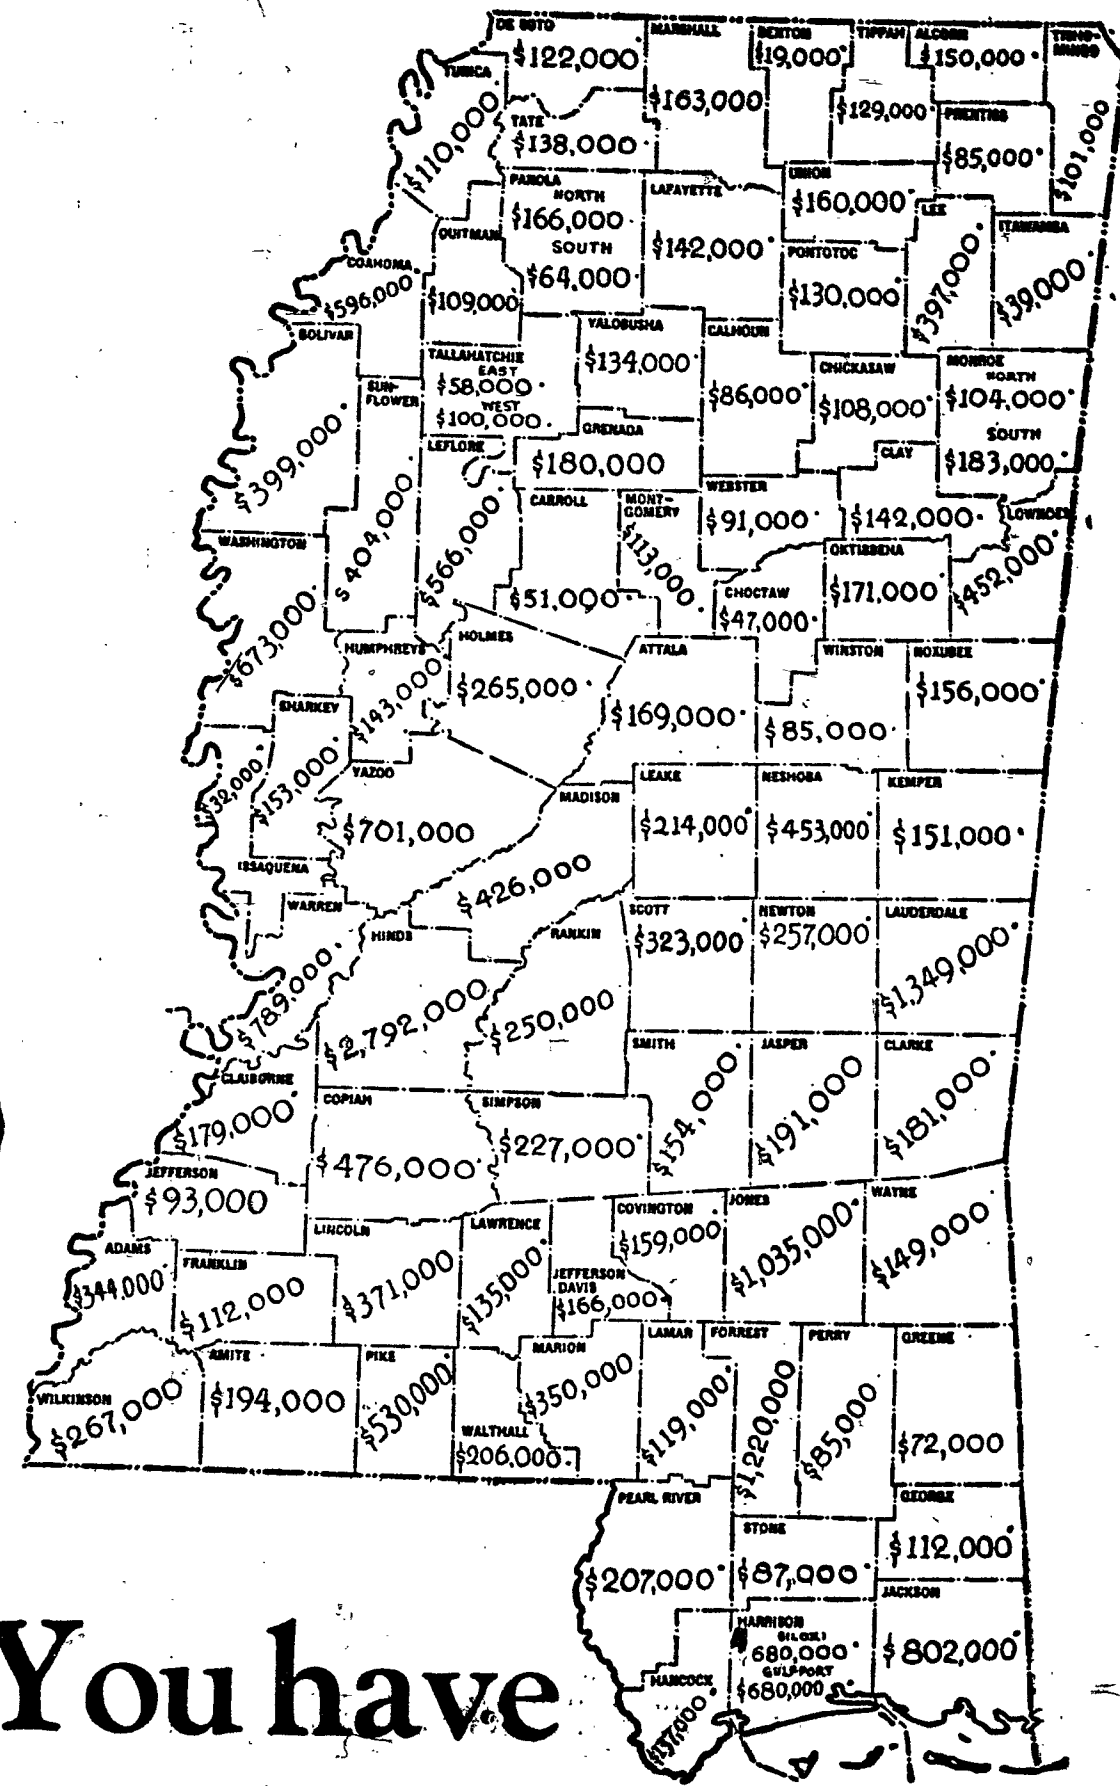 DE SOTO
$122,000
MARSHALL
$163,000
BENTON
$19,000
TIPPAH
$129,000
ALCORN
$150,000
TISHO-
MINGO
$101,000
TUNICA
$110,000
TATE
$138,000
PRENTISS
$85,000
PANOLA
NORTH
$166,000
SOUTH
$64,000
LAFAYETTE
$142,000
UNION
$160,000
LEE
$397,000
ITAWAMBA
$39,000
QUITMAN
$109,000
PONTOTOC
$130,000
COAHOMA
$596,000
BOLIVAR
$399,000
SUN-
FLOWER
$404,000
TALLAHATCHIE
EAST
$58,000
WEST
$100,000
YALOBUSHA
$134,000
CALHOUN
$86,000
CHICKASAW
$108,000
MONROE
NORTH
$104,000
SOUTH
$183,000
GRENADA
$180,000
LEFLORE
$566,000
CLAY
$142,000
CARROLL
$51,000
MONT-
GOMERY
$113,000
WEBSTER
$91,000
LOWNDES
$452,000
OKTIBBEHA
$171,000
CHOCTAW
$47,000
WASHINGTON
$673,000
HUMPHREYS
$143,000
HOLMES
$265,000
ATTALA
$169,000
WINSTON
$85,000
NOXUBEE
$156,000
SHARKEY
$153,000
ISSAQUENA
$32,000
YAZOO
$701,000
MADISON
$426,000
LEAKE
$214,000
NESHOBA
$453,000
KEMPER
$151,000
WARREN
$789,000
HINDS
$2,792,000
RANKIN
$250,000
SCOTT
$323,000
NEWTON
$257,000
LAUDERDALE
$1,349,000
CLAIBORNE
$179,000
COPIAH
$476,000
SIMPSON
$227,000
SMITH
$154,000
JASPER
$191,000
CLARKE
$181,000
JEFFERSON
$93,000
ADAMS
$344,000
FRANKLIN
$112,000
LINCOLN
$371,000
LAWRENCE
$135,000
COVINGTON
$159,000
JEFFERSON
DAVIS
$166,000
JONES
$1,035,000
WAYNE
$149,000
WILKINSON
$267,000
AMITE
$194,000
PIKE
$530,000
WALTHALL
$206,000
MARION
$350,000
LAMAR
$119,000
FORREST
$1,220,000
PERRY
$85,000
GREENE
$72,000
PEARL RIVER
$207,000
STONE
$87,000
GEORGE
$112,000
JACKSON
$802,000
HARRISON
BILOXI
680,000
GULFPORT
$680,000
HANCOCK
$137,000
You have